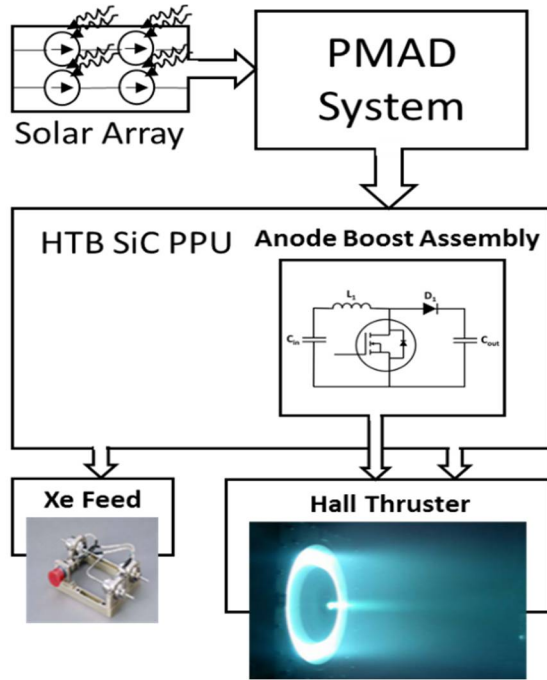 Solar Array
PMAD
System
HTB SiC PPU
Anode Boost Assembly
L₁
D₁
Cᵢₙ
Cₒᵤₜ
Xe Feed
Hall Thruster